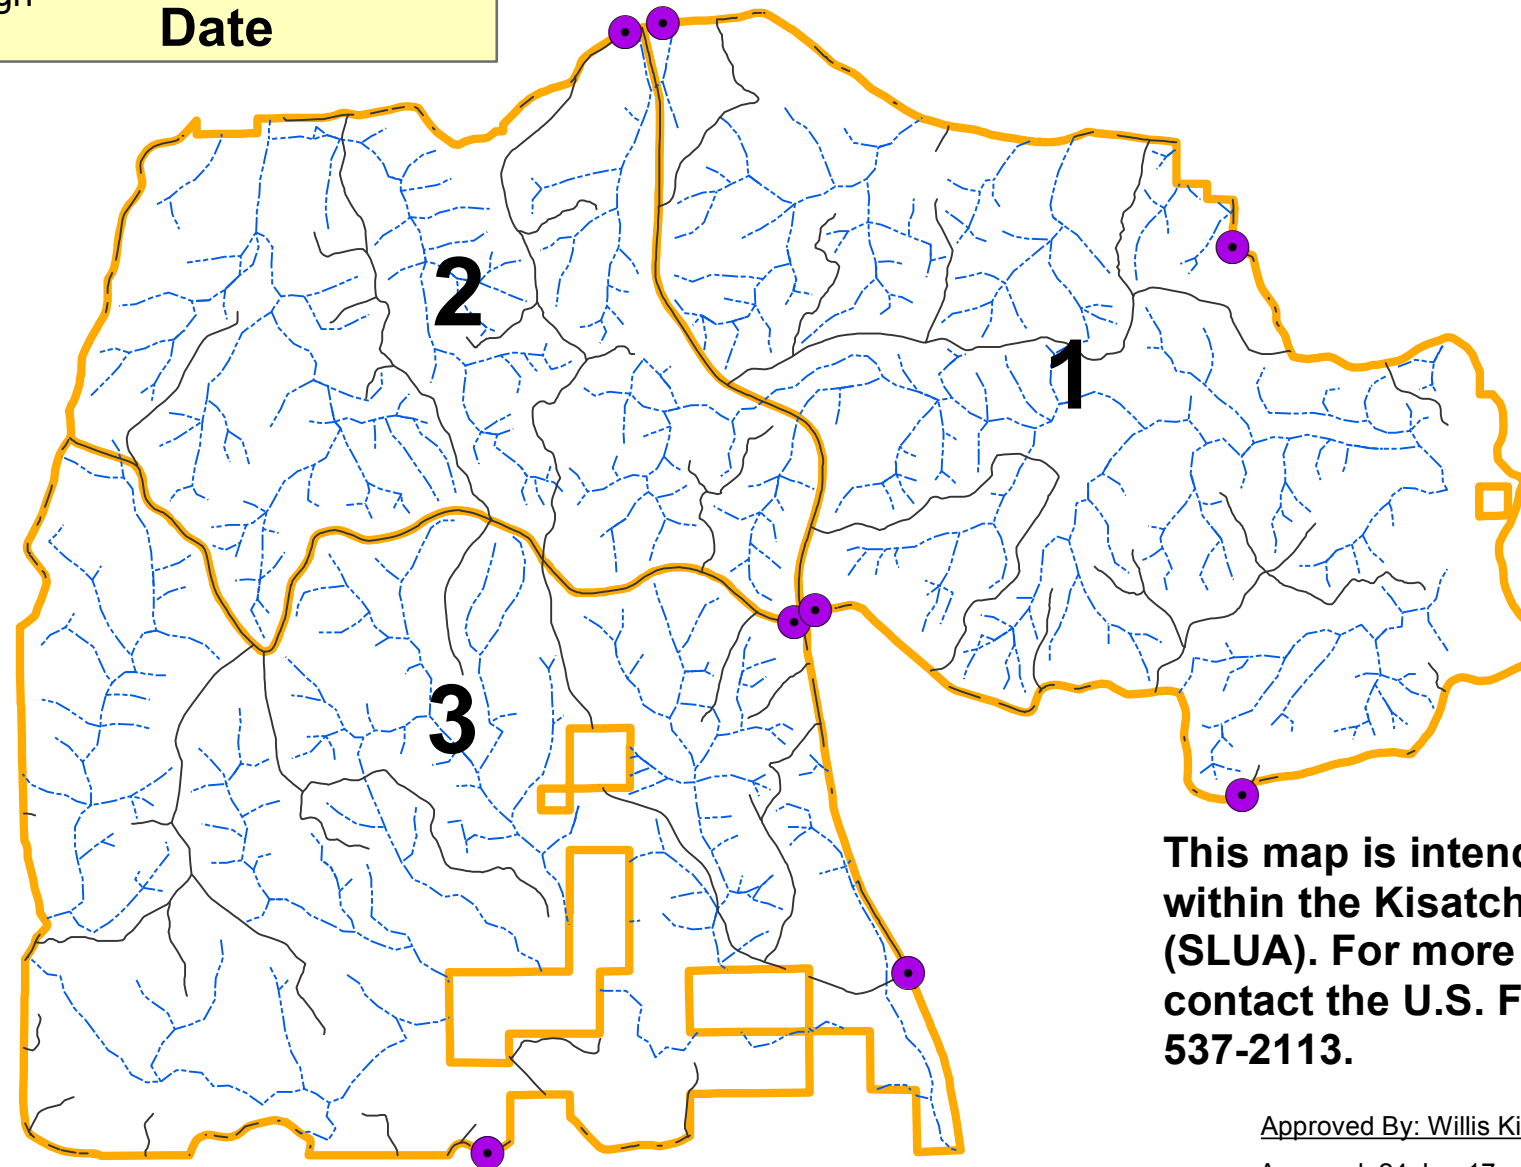 Date
2
1
3
This map is intend
within the Kisatch
(SLUA). For more
contact the U.S. F
537-2113.
Approved By: Willis Ki